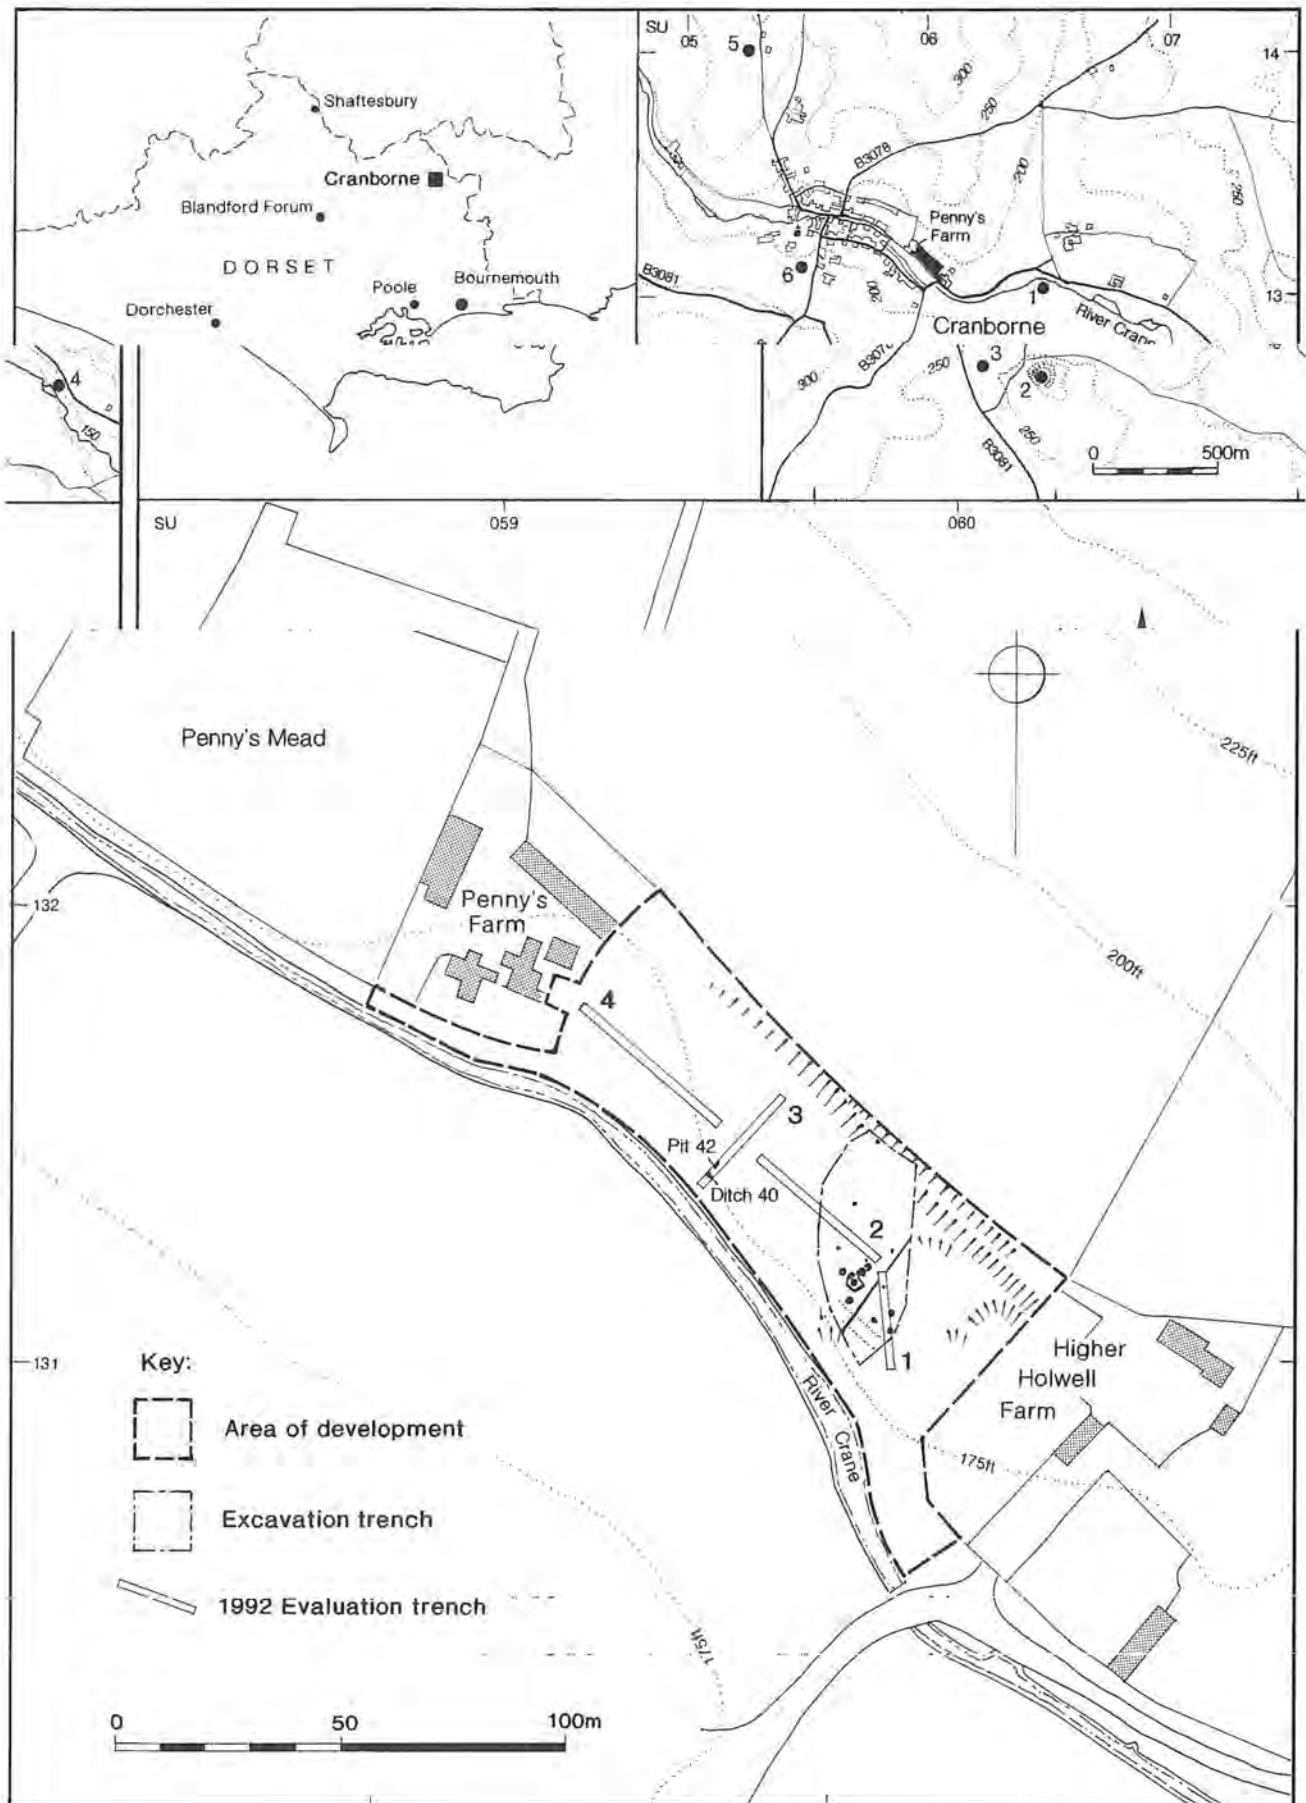 Shaftesbury
Cranborne
Blandford Forum
DORSET
Bournemouth
Poole
Dorchester
4
150
SU
05
06
07
14
5
300
250
B3078
200
250
Penny's
Farm
6
B3081
200
13
1
River Cran
Cranborne
3
250
300
2
B3081
250
0
500m
SU
059
060
Penny's Mead
225ft
132
Penny's
Farm
200ft
4
3
Pit 42
Ditch 40
2
1
Higher
Holwell
Farm
131
River
Crane
175ft
Key:
Area of development
Excavation trench
1992 Evaluation trench
175ft
0
50
100m